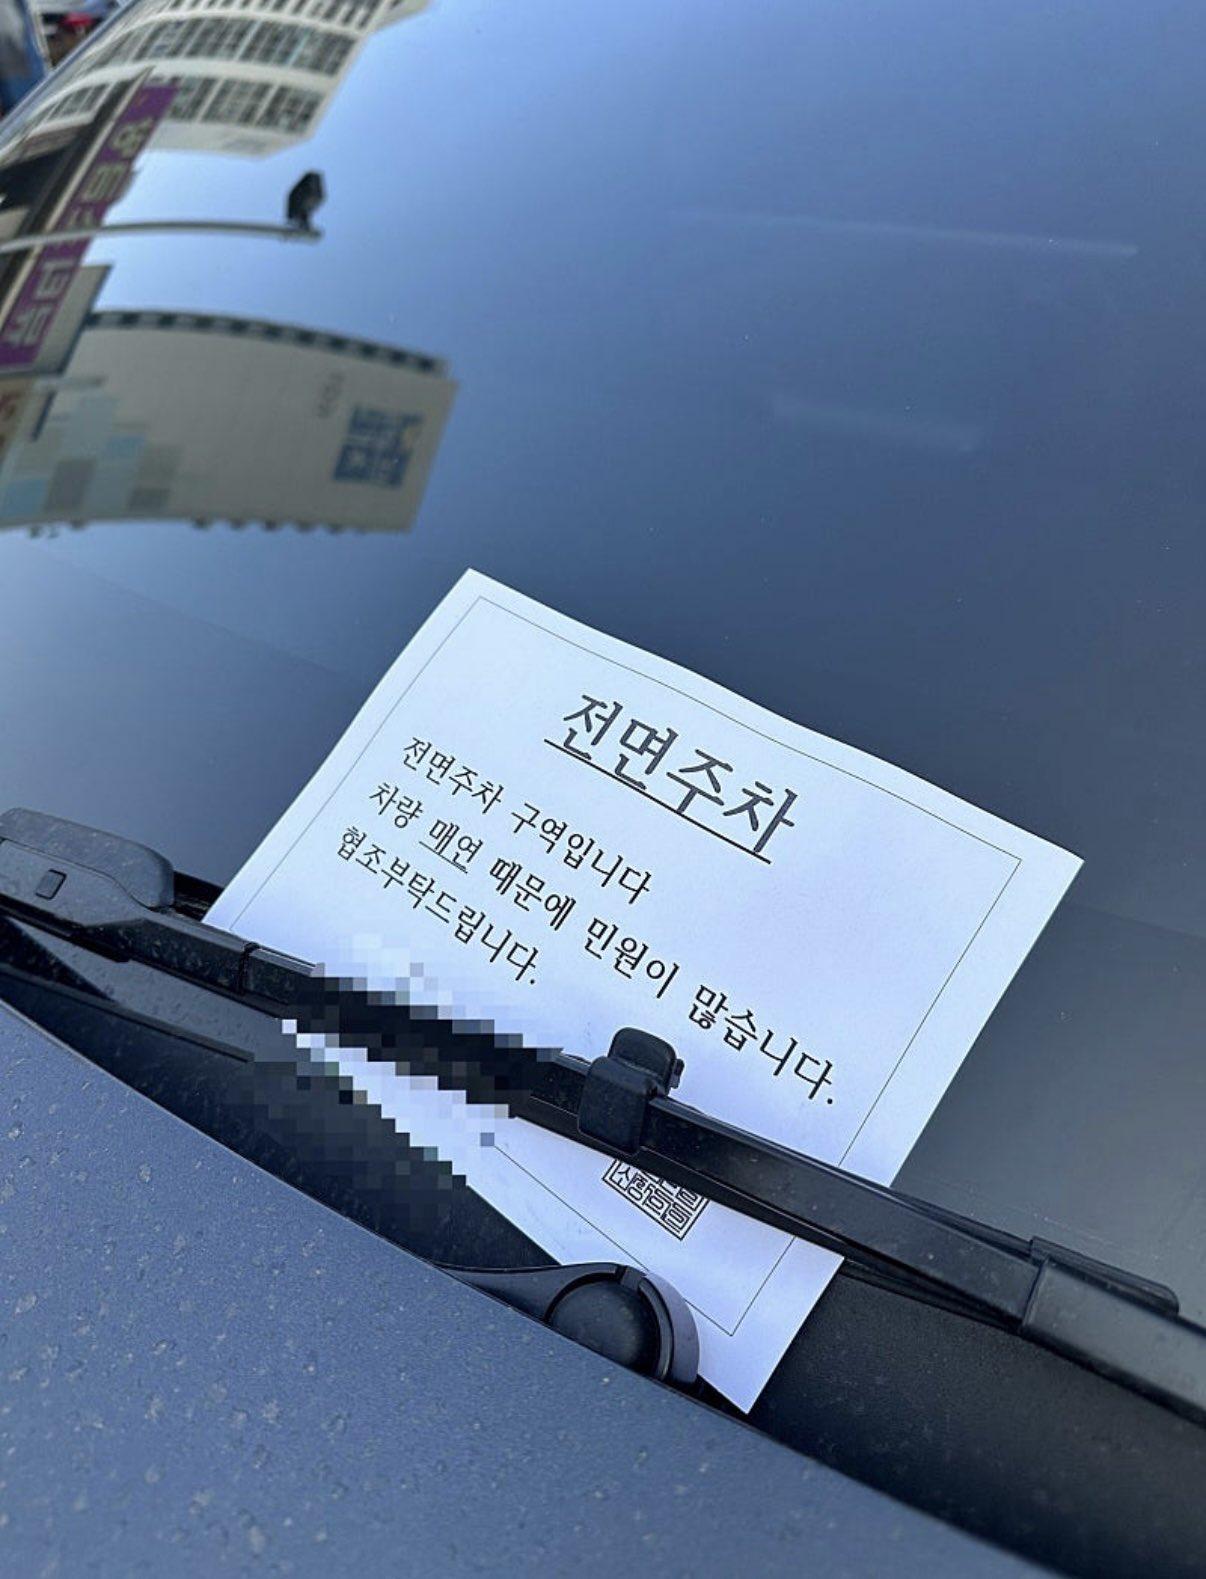 전면주차
전면주차 구역입니다
차량 매연 때문에 민원이 많습니다.
협조부탁드립니다.